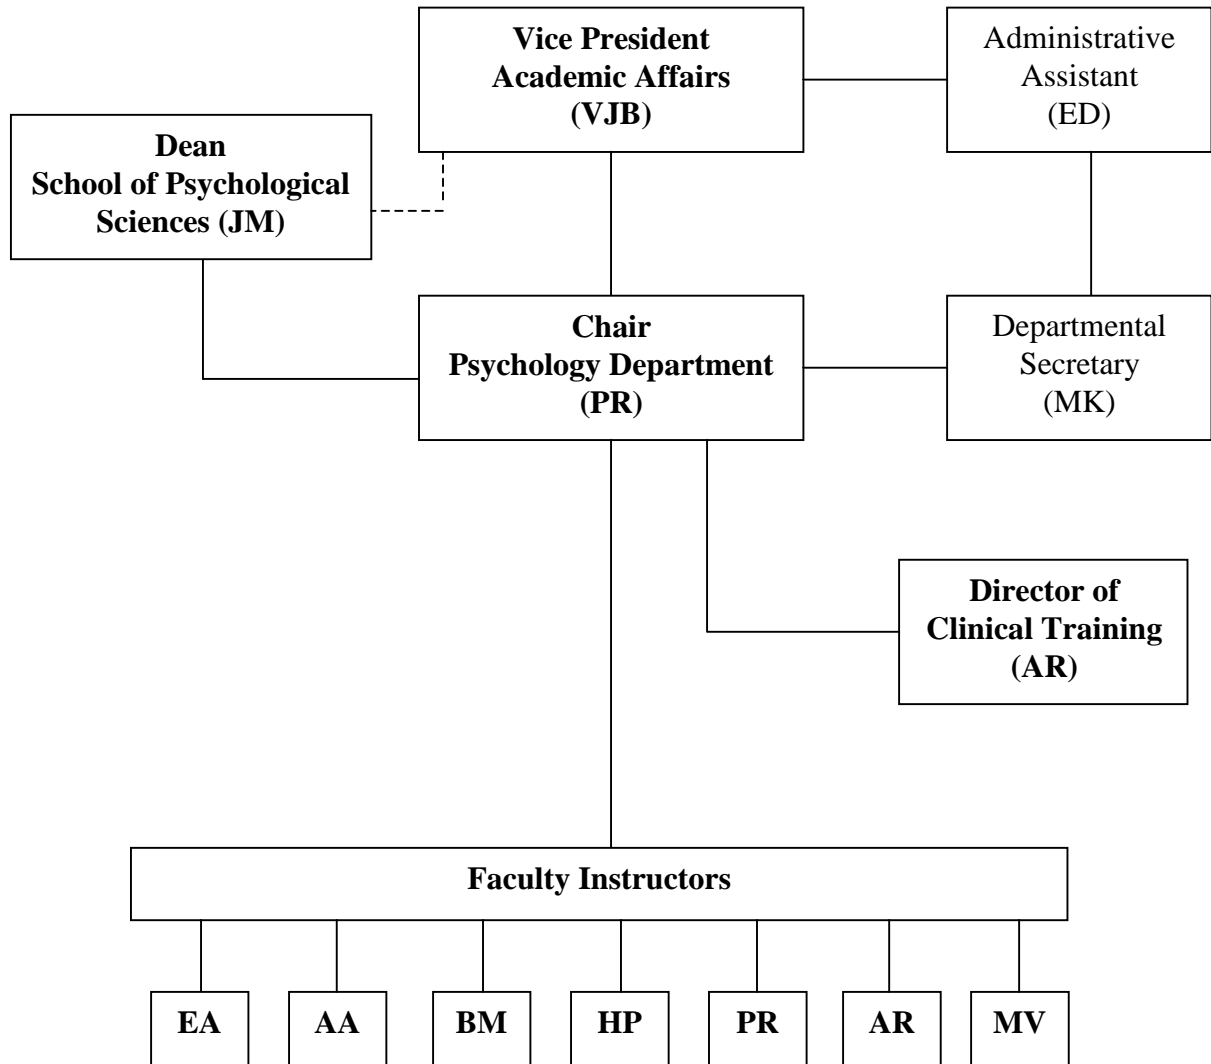 Vice President
Academic Affairs
(VJB)
Administrative
Assistant
(ED)
Dean
School of Psychological
Sciences (JM)
Chair
Psychology Department
(PR)
Departmental
Secretary
(MK)
Director of
Clinical Training
(AR)
Faculty Instructors
EA
AA
BM
HP
PR
AR
MV